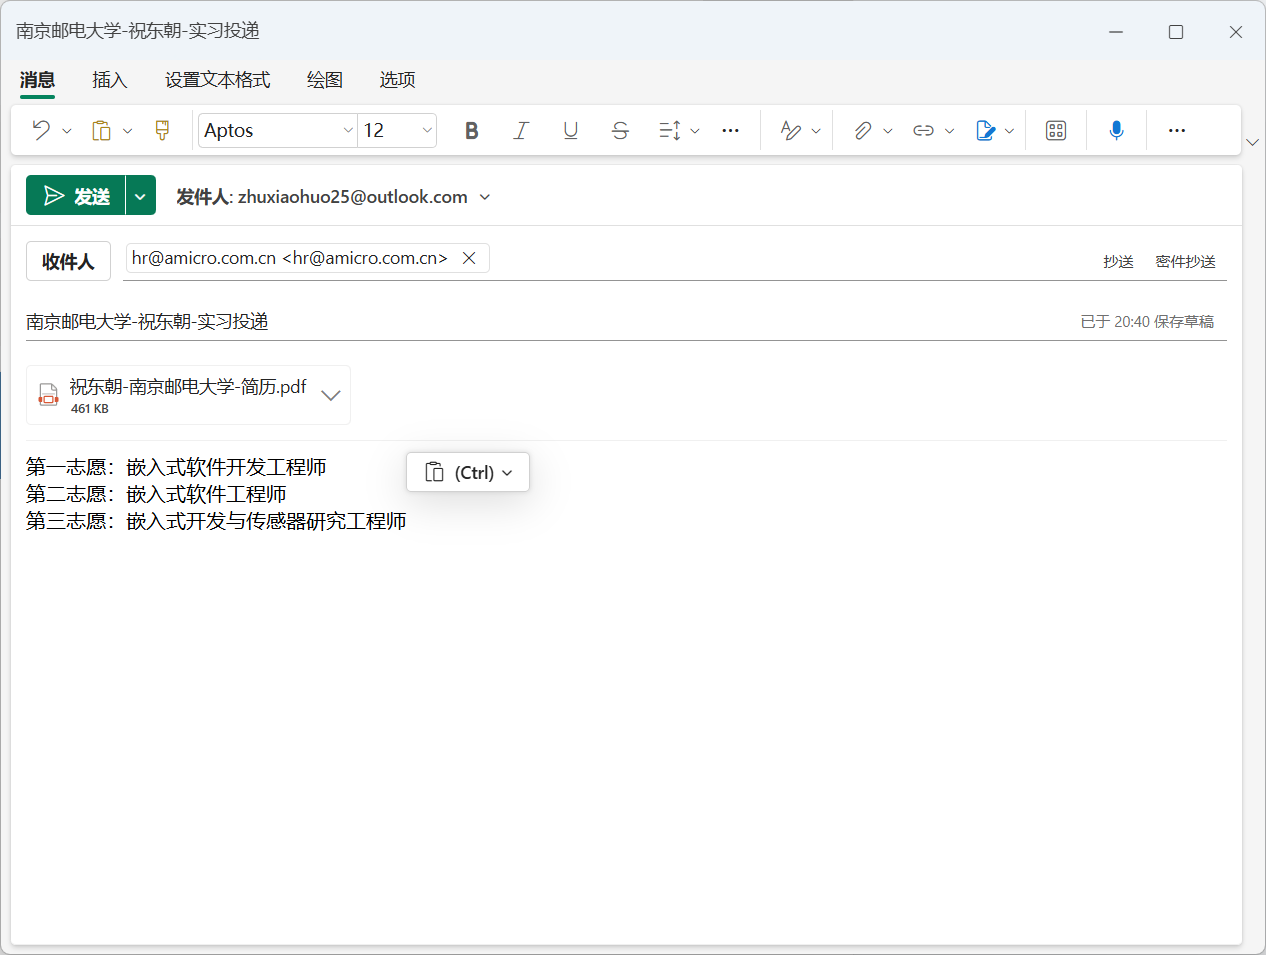 南京邮电大学-祝东朝-实习投递
消息 插入 设置文本格式 绘图 选项
Aptos 12 B I U S
发送 发件人: zhuxiaohuo25@outlook.com
收件人 hr@amicro.com.cn <hr@amicro.com.cn> 抄送 密件抄送
南京邮电大学-祝东朝-实习投递 已于 20:40 保存草稿
祝东朝-南京邮电大学-简历.pdf
461 KB
第一志愿：嵌入式软件开发工程师
(Ctrl)
第二志愿：嵌入式软件工程师
第三志愿：嵌入式开发与传感器研究工程师